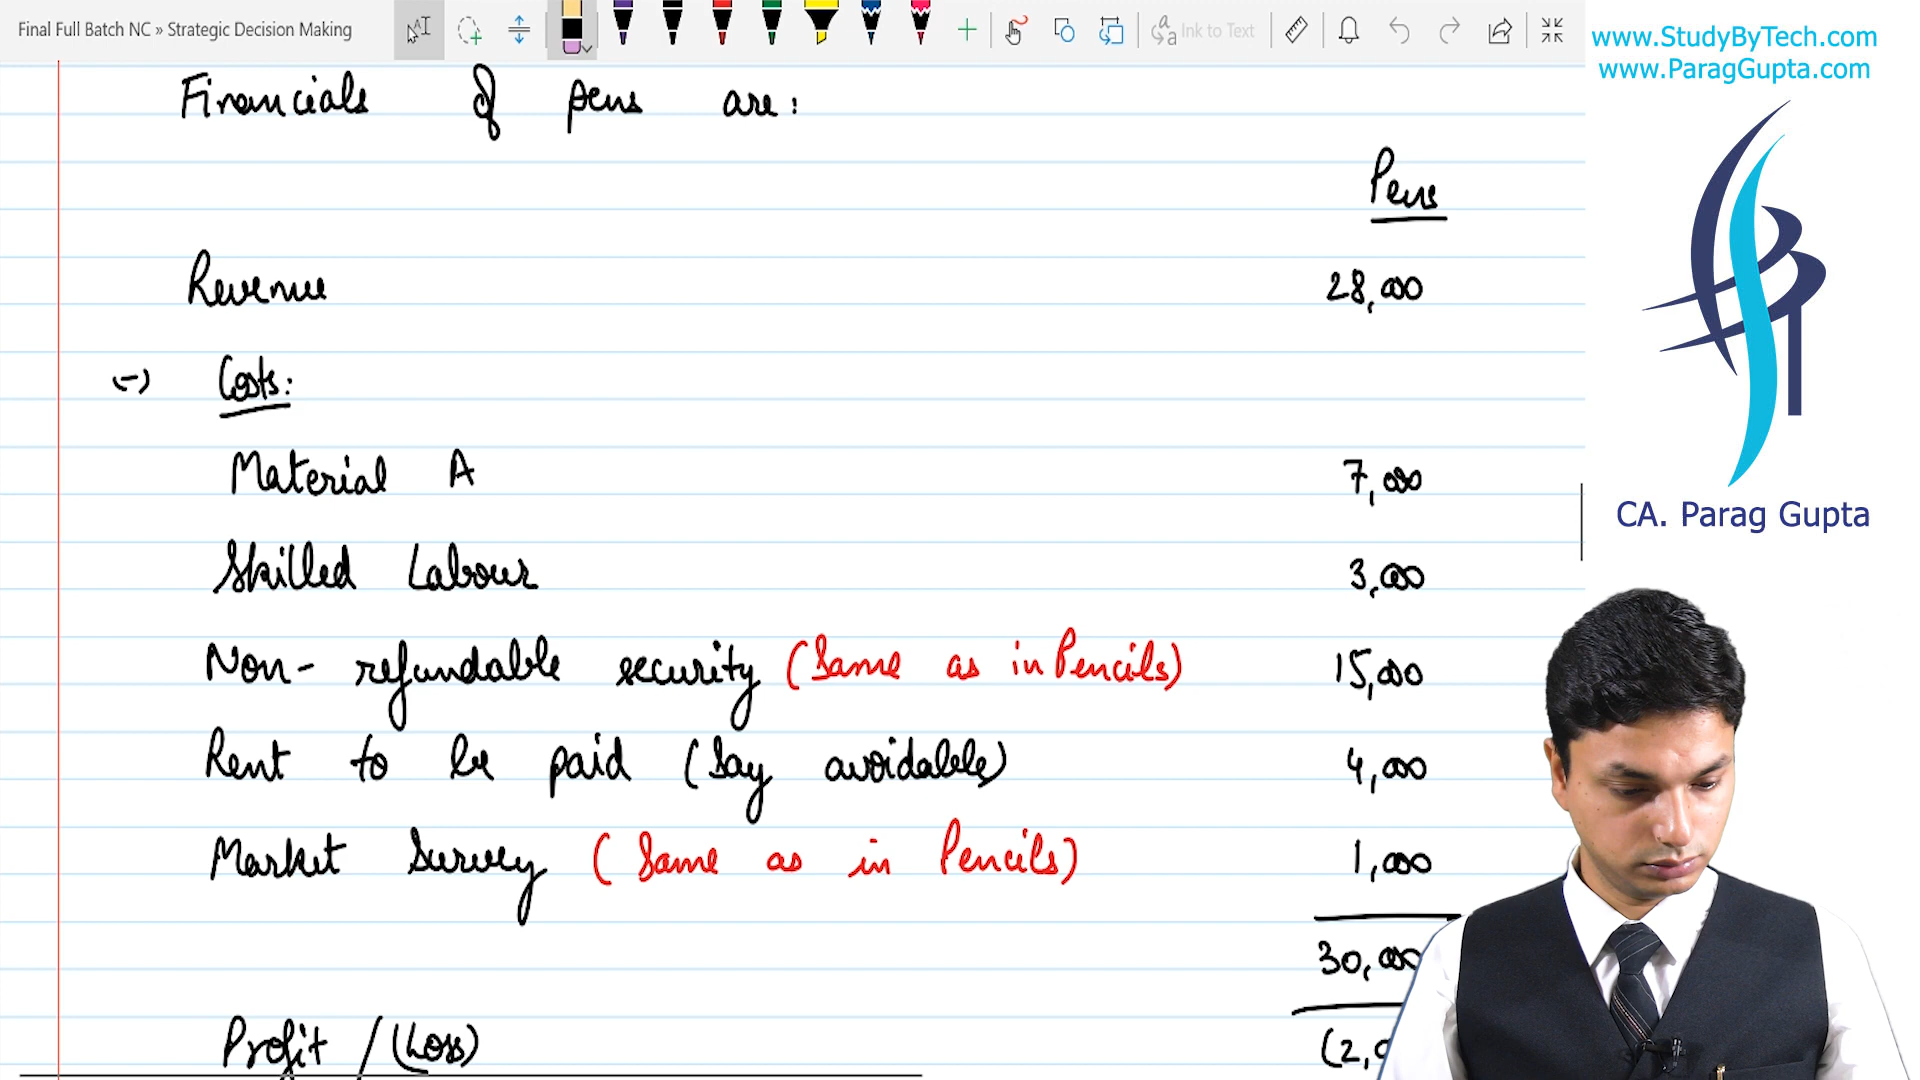 Final Full Batch NC » Strategic Decision Making
Ink to Text
www.StudyByTech.com
www.ParagGupta.com
Financials of pens are:
Pens
Revenue 28,000
(-) Costs:
Material A 7,000
Skilled Labour 3,000
Non-refundable security (Same as in Pencils) 15,000
Rent to be paid (Say avoidable) 4,000
Market Survey (Same as in Pencils) 1,000
30,000
Profit / (Loss) (2,0
CA. Parag Gupta